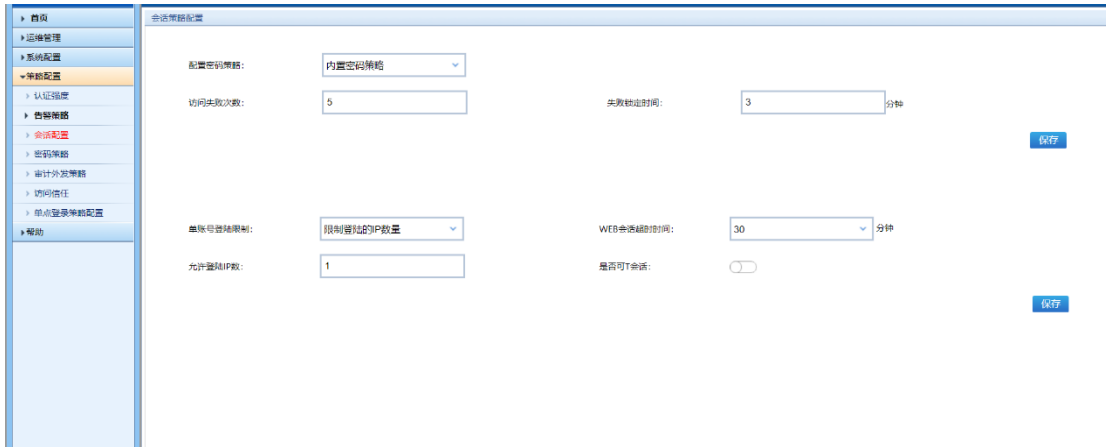 首页
运维管理
系统配置
策略配置
认证强度
告警策略
会话配置
密码策略
审计外发策略
访问信任
单点登录策略配置
帮助
会话策略配置
配置密码策略: 内置密码策略
访问失败次数: 5 失败锁定时间: 3 分钟
保存
单账号登陆限制: 限制登陆的IP数量 WEB会话超时时间: 30 分钟
允许登陆IP数: 1 是否可T会话:
保存